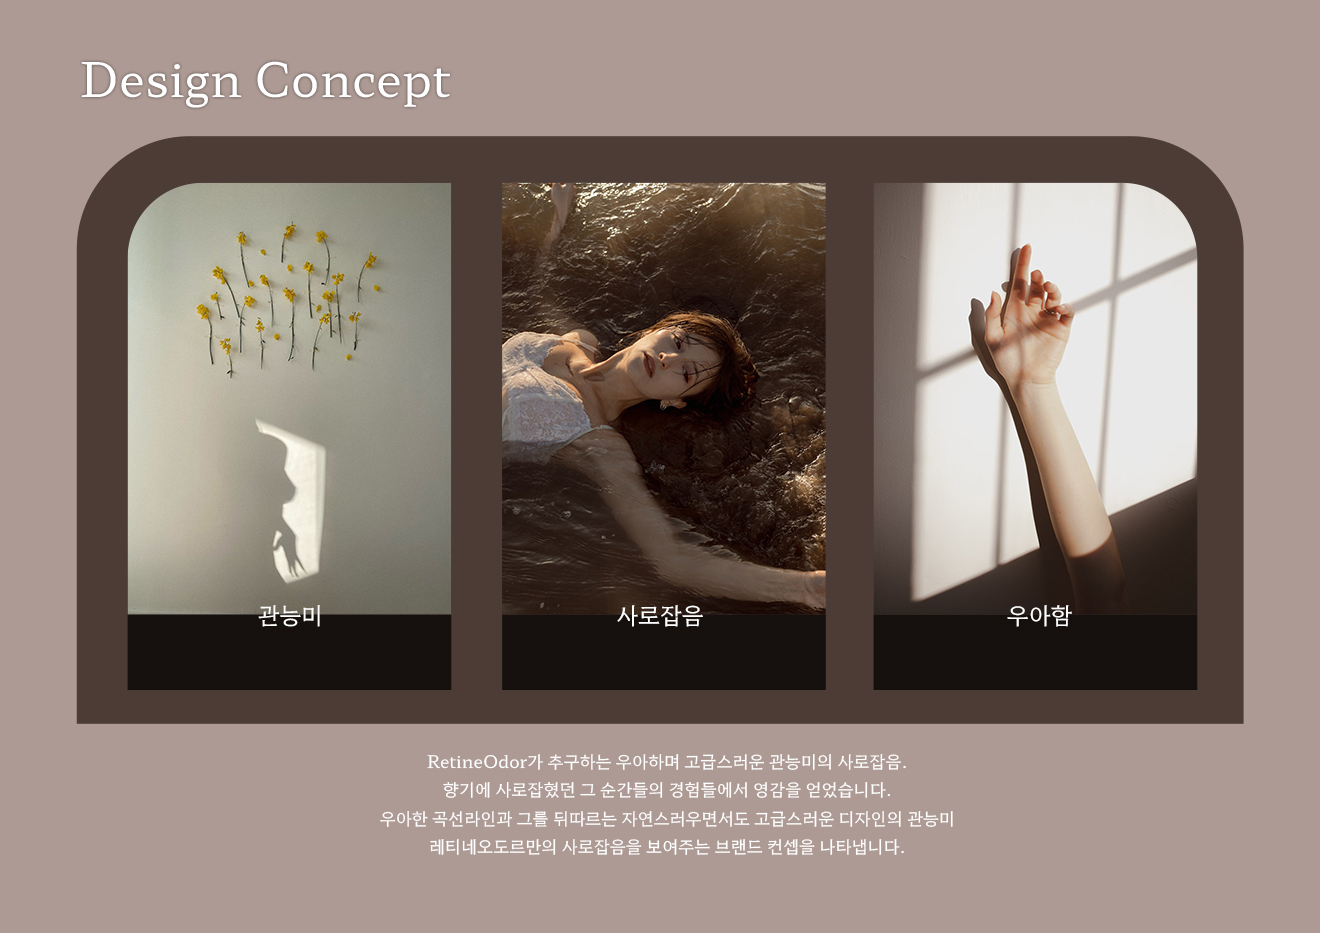 Design Concept
관능미
사로잡음
우아함
RetineOdor가 추구하는 우아하며 고급스러운 관능미의 사로잡음.
향기에 사로잡혔던 그 순간들의 경험들에서 영감을 얻었습니다.
우아한 곡선라인과 그를 뒤따르는 자연스러우면서도 고급스러운 디자인의 관능미
레티네오도르만의 사로잡음을 보여주는 브랜드 컨셉을 나타냅니다.